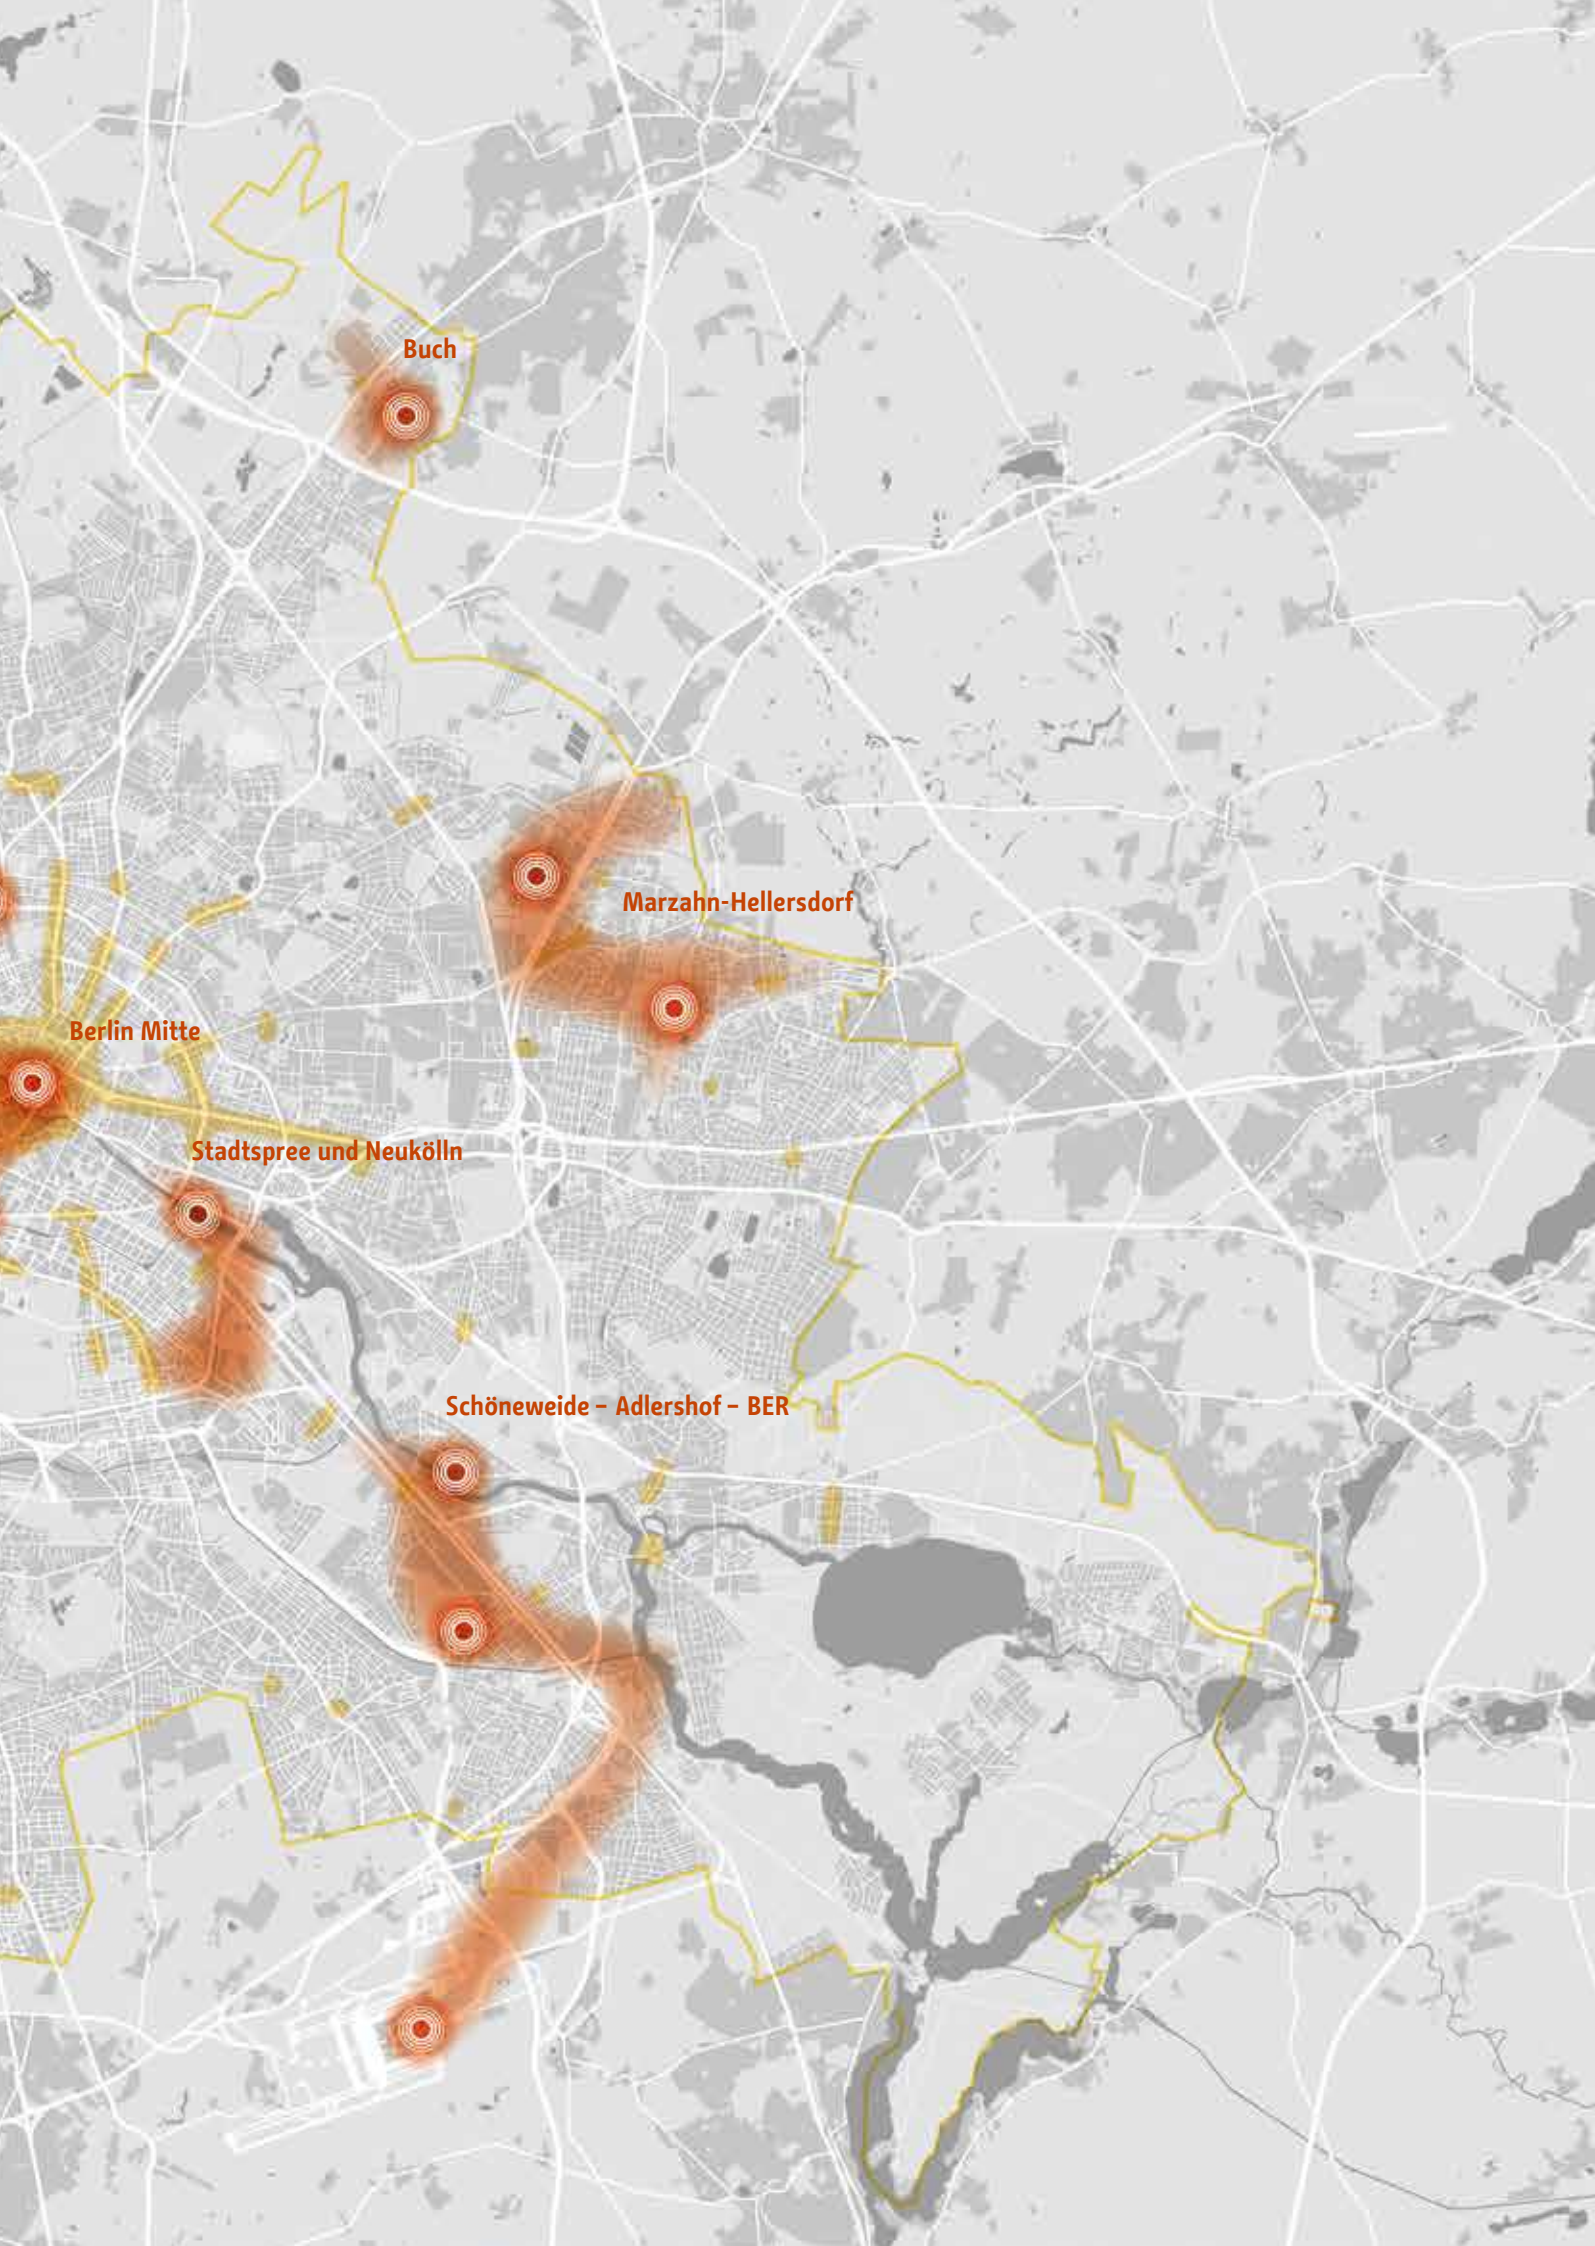 Buch
Marzahn-Hellersdorf
Berlin Mitte
Stadtspree und Neukölln
Schöneweide – Adlershof – BER